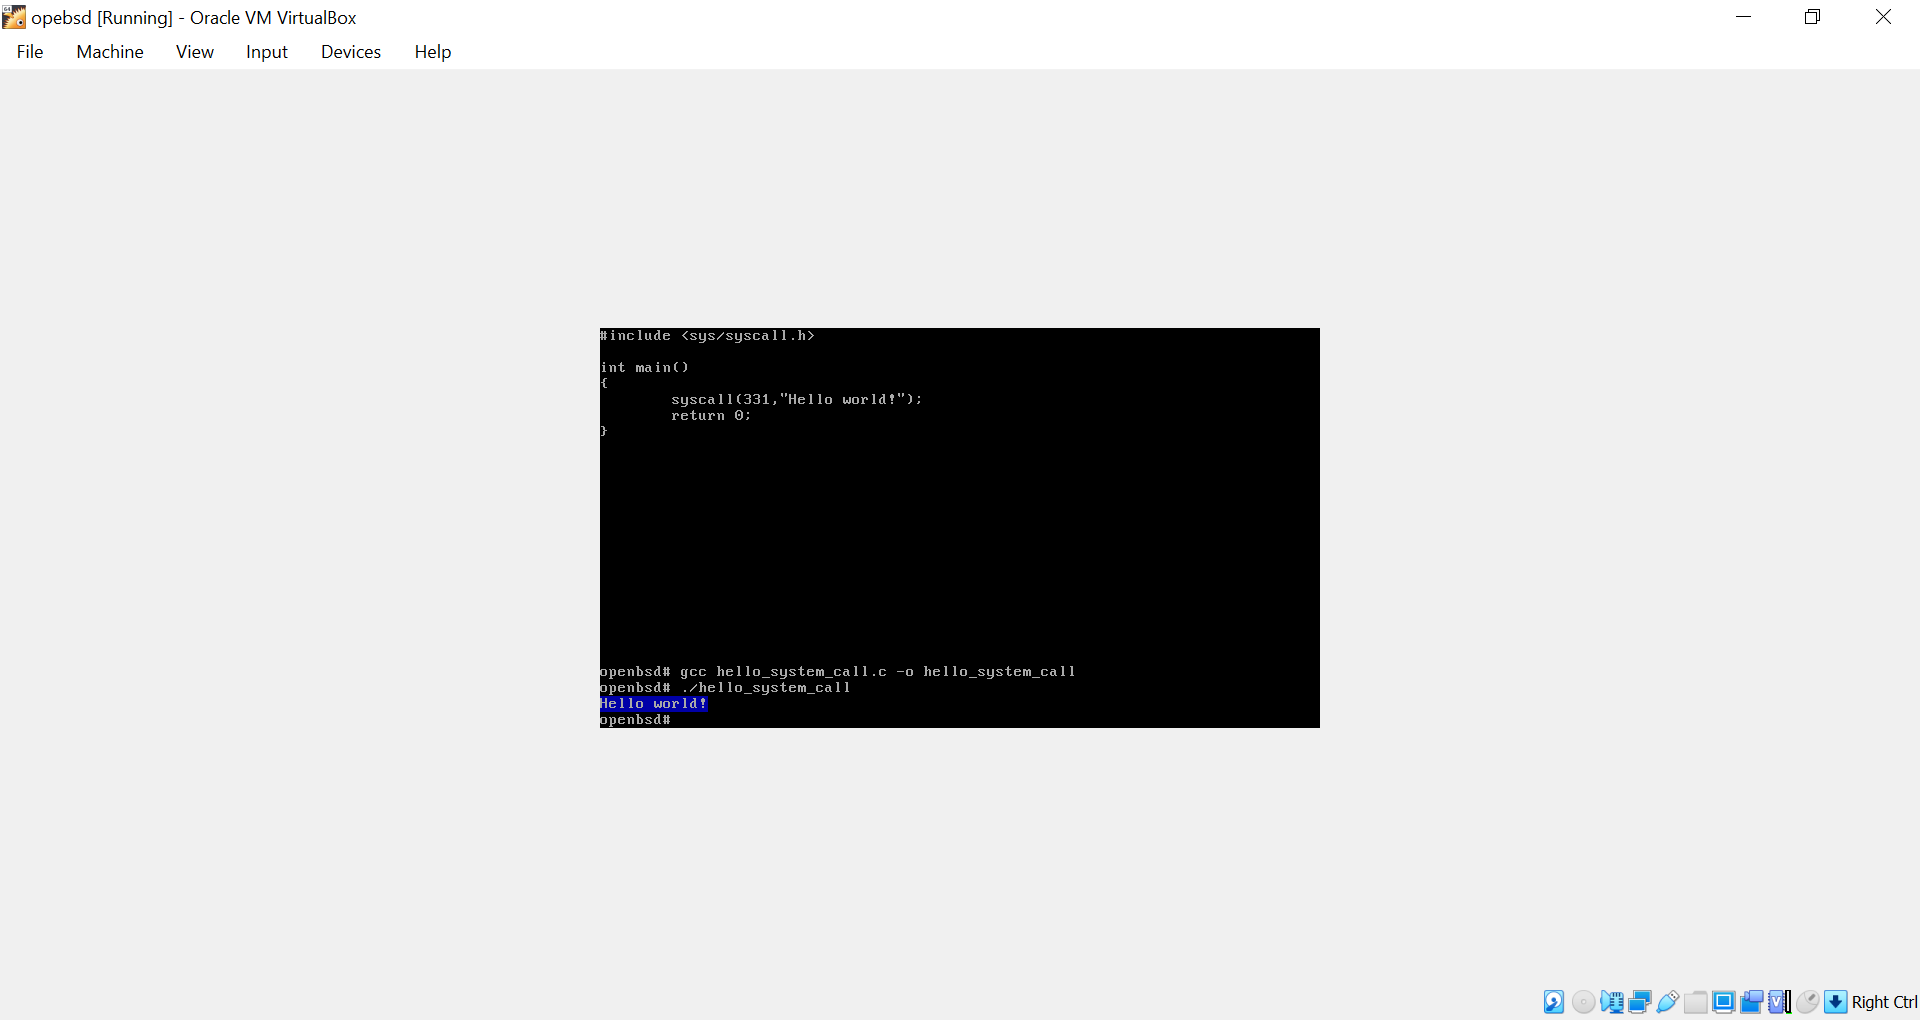 opebsd [Running] - Oracle VM VirtualBox
File Machine View Input Devices Help
#include <sys/syscall.h>
int main()
{
syscall(331,"Hello world!");
return 0;
}
openbsd# gcc hello_system_call.c -o hello_system_call
openbsd# ./hello_system_call
Hello world!
openbsd#
Right Ctrl